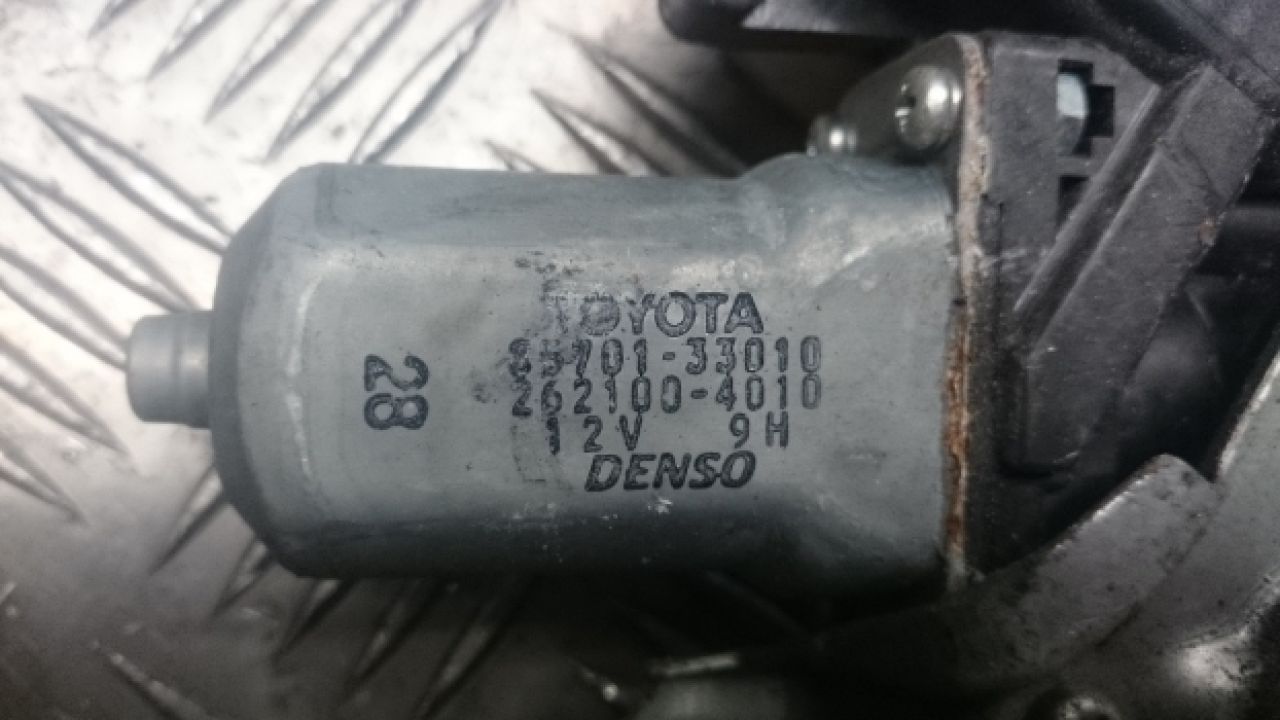 TOYOTA
85701-33010
262100-4010
12V 9H
DENSO
28